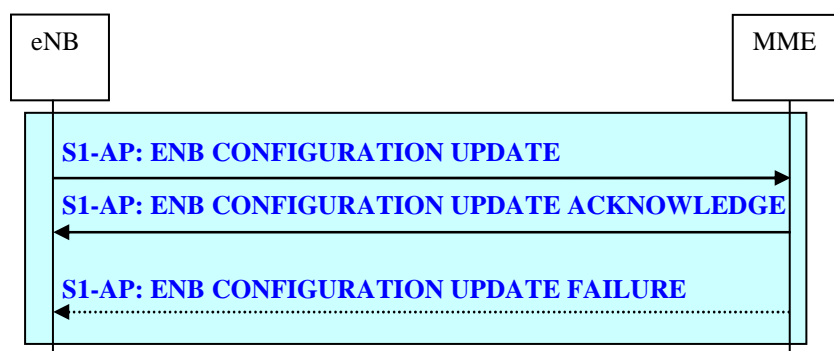 eNB
MME
S1-AP: ENB CONFIGURATION UPDATE
S1-AP: ENB CONFIGURATION UPDATE ACKNOWLEDGE
S1-AP: ENB CONFIGURATION UPDATE FAILURE